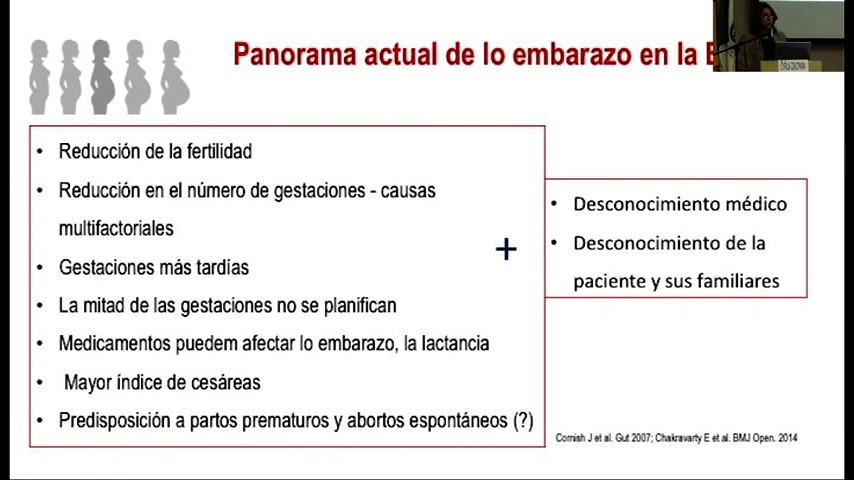 Panorama actual de lo embarazo en la
• Reducción de la fertilidad
• Reducción en el número de gestaciones - causas
multifactoriales
• Gestaciones más tardías
• La mitad de las gestaciones no se planifican
• Medicamentos puedem afectar lo embarazo, la lactancia
• Mayor índice de cesáreas
• Predisposición a partos prematuros y abortos espontáneos (?)
+
• Desconocimiento médico
• Desconocimiento de la
paciente y sus familiares
Cornish J et al. Gut 2007; Chakravarty E et al. BMJ Open. 2014